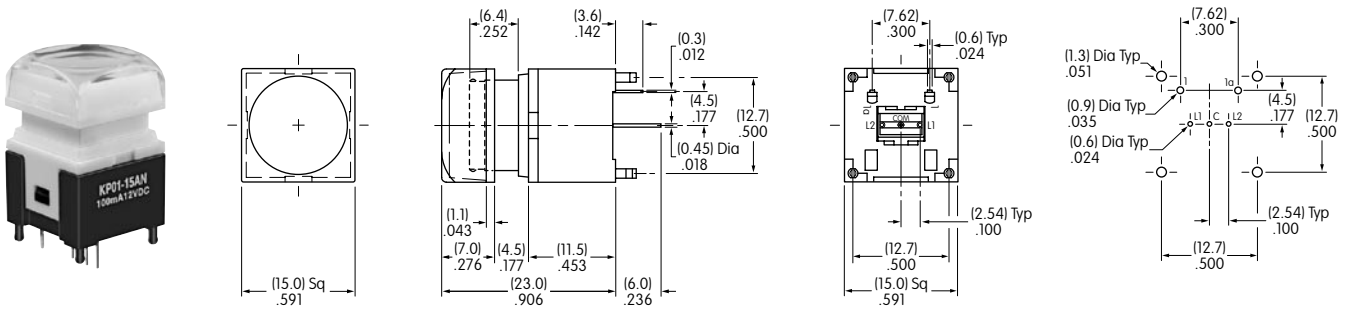 KP01-15AN
100mA12VDC
(15.0) Sq
.591
(6.4)
.252
(3.6)
.142
(0.3)
.012
(4.5)
.177
(12.7)
.500
(0.45) Dia
.018
(1.1)
.043
(7.0)
.276
(4.5)
.177
(11.5)
.453
(23.0)
.906
(6.0)
.236
(7.62)
.300
(0.6) Typ
.024
1a
1
COM
L2
L1
(2.54) Typ
.100
(12.7)
.500
(15.0) Sq
.591
(7.62)
.300
(1.3) Dia Typ
.051
1
1a
(0.9) Dia Typ
.035
L1
C
L2
(4.5)
.177
(12.7)
.500
(0.6) Dia Typ
.024
(2.54) Typ
.100
(12.7)
.500